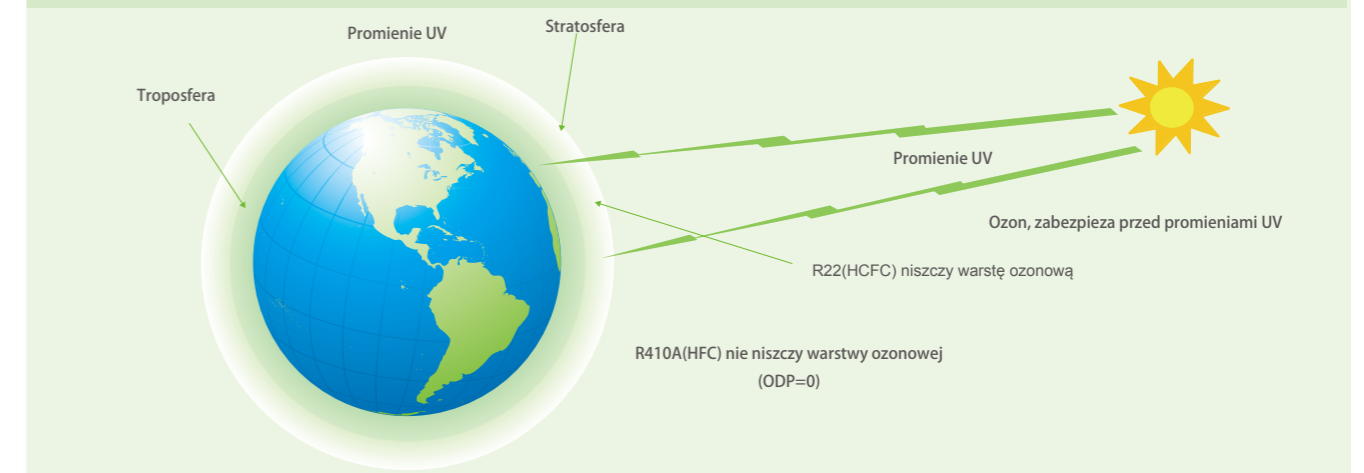 Promienie UV
Stratosfera
Troposfera
Promienie UV
Ozon, zabezpieza przed promieniami UV
R22(HCFC) niszczy warstę ozonową
R410A(HFC) nie niszczy warstwy ozonowej
(ODP=0)